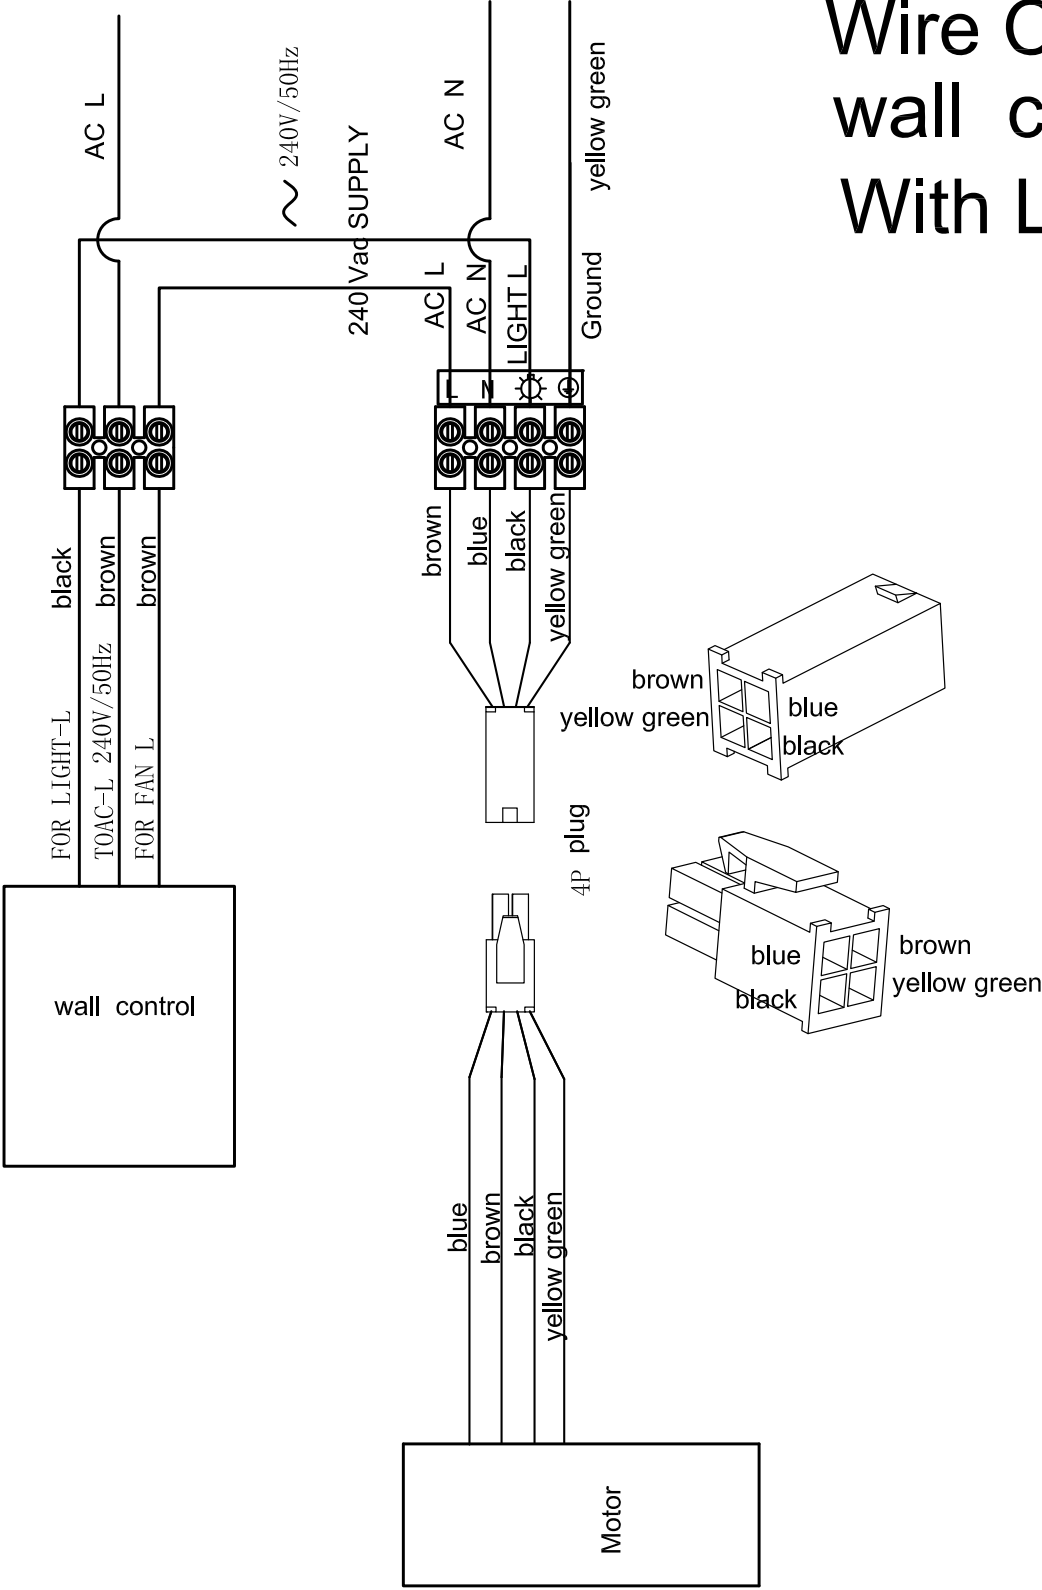 Wire C
wall c
With L
AC L
240V/50Hz
240 Vac SUPPLY
AC N
yellow green
AC L
AC N
LIGHT L
Ground
L N
black
brown
brown
brown
blue
black
yellow green
FOR LIGHT-L
TOAC-L 240V/50Hz
FOR FAN L
brown
yellow green
blue
black
4P plug
wall control
blue
black
brown
yellow green
blue
brown
black
yellow green
Motor